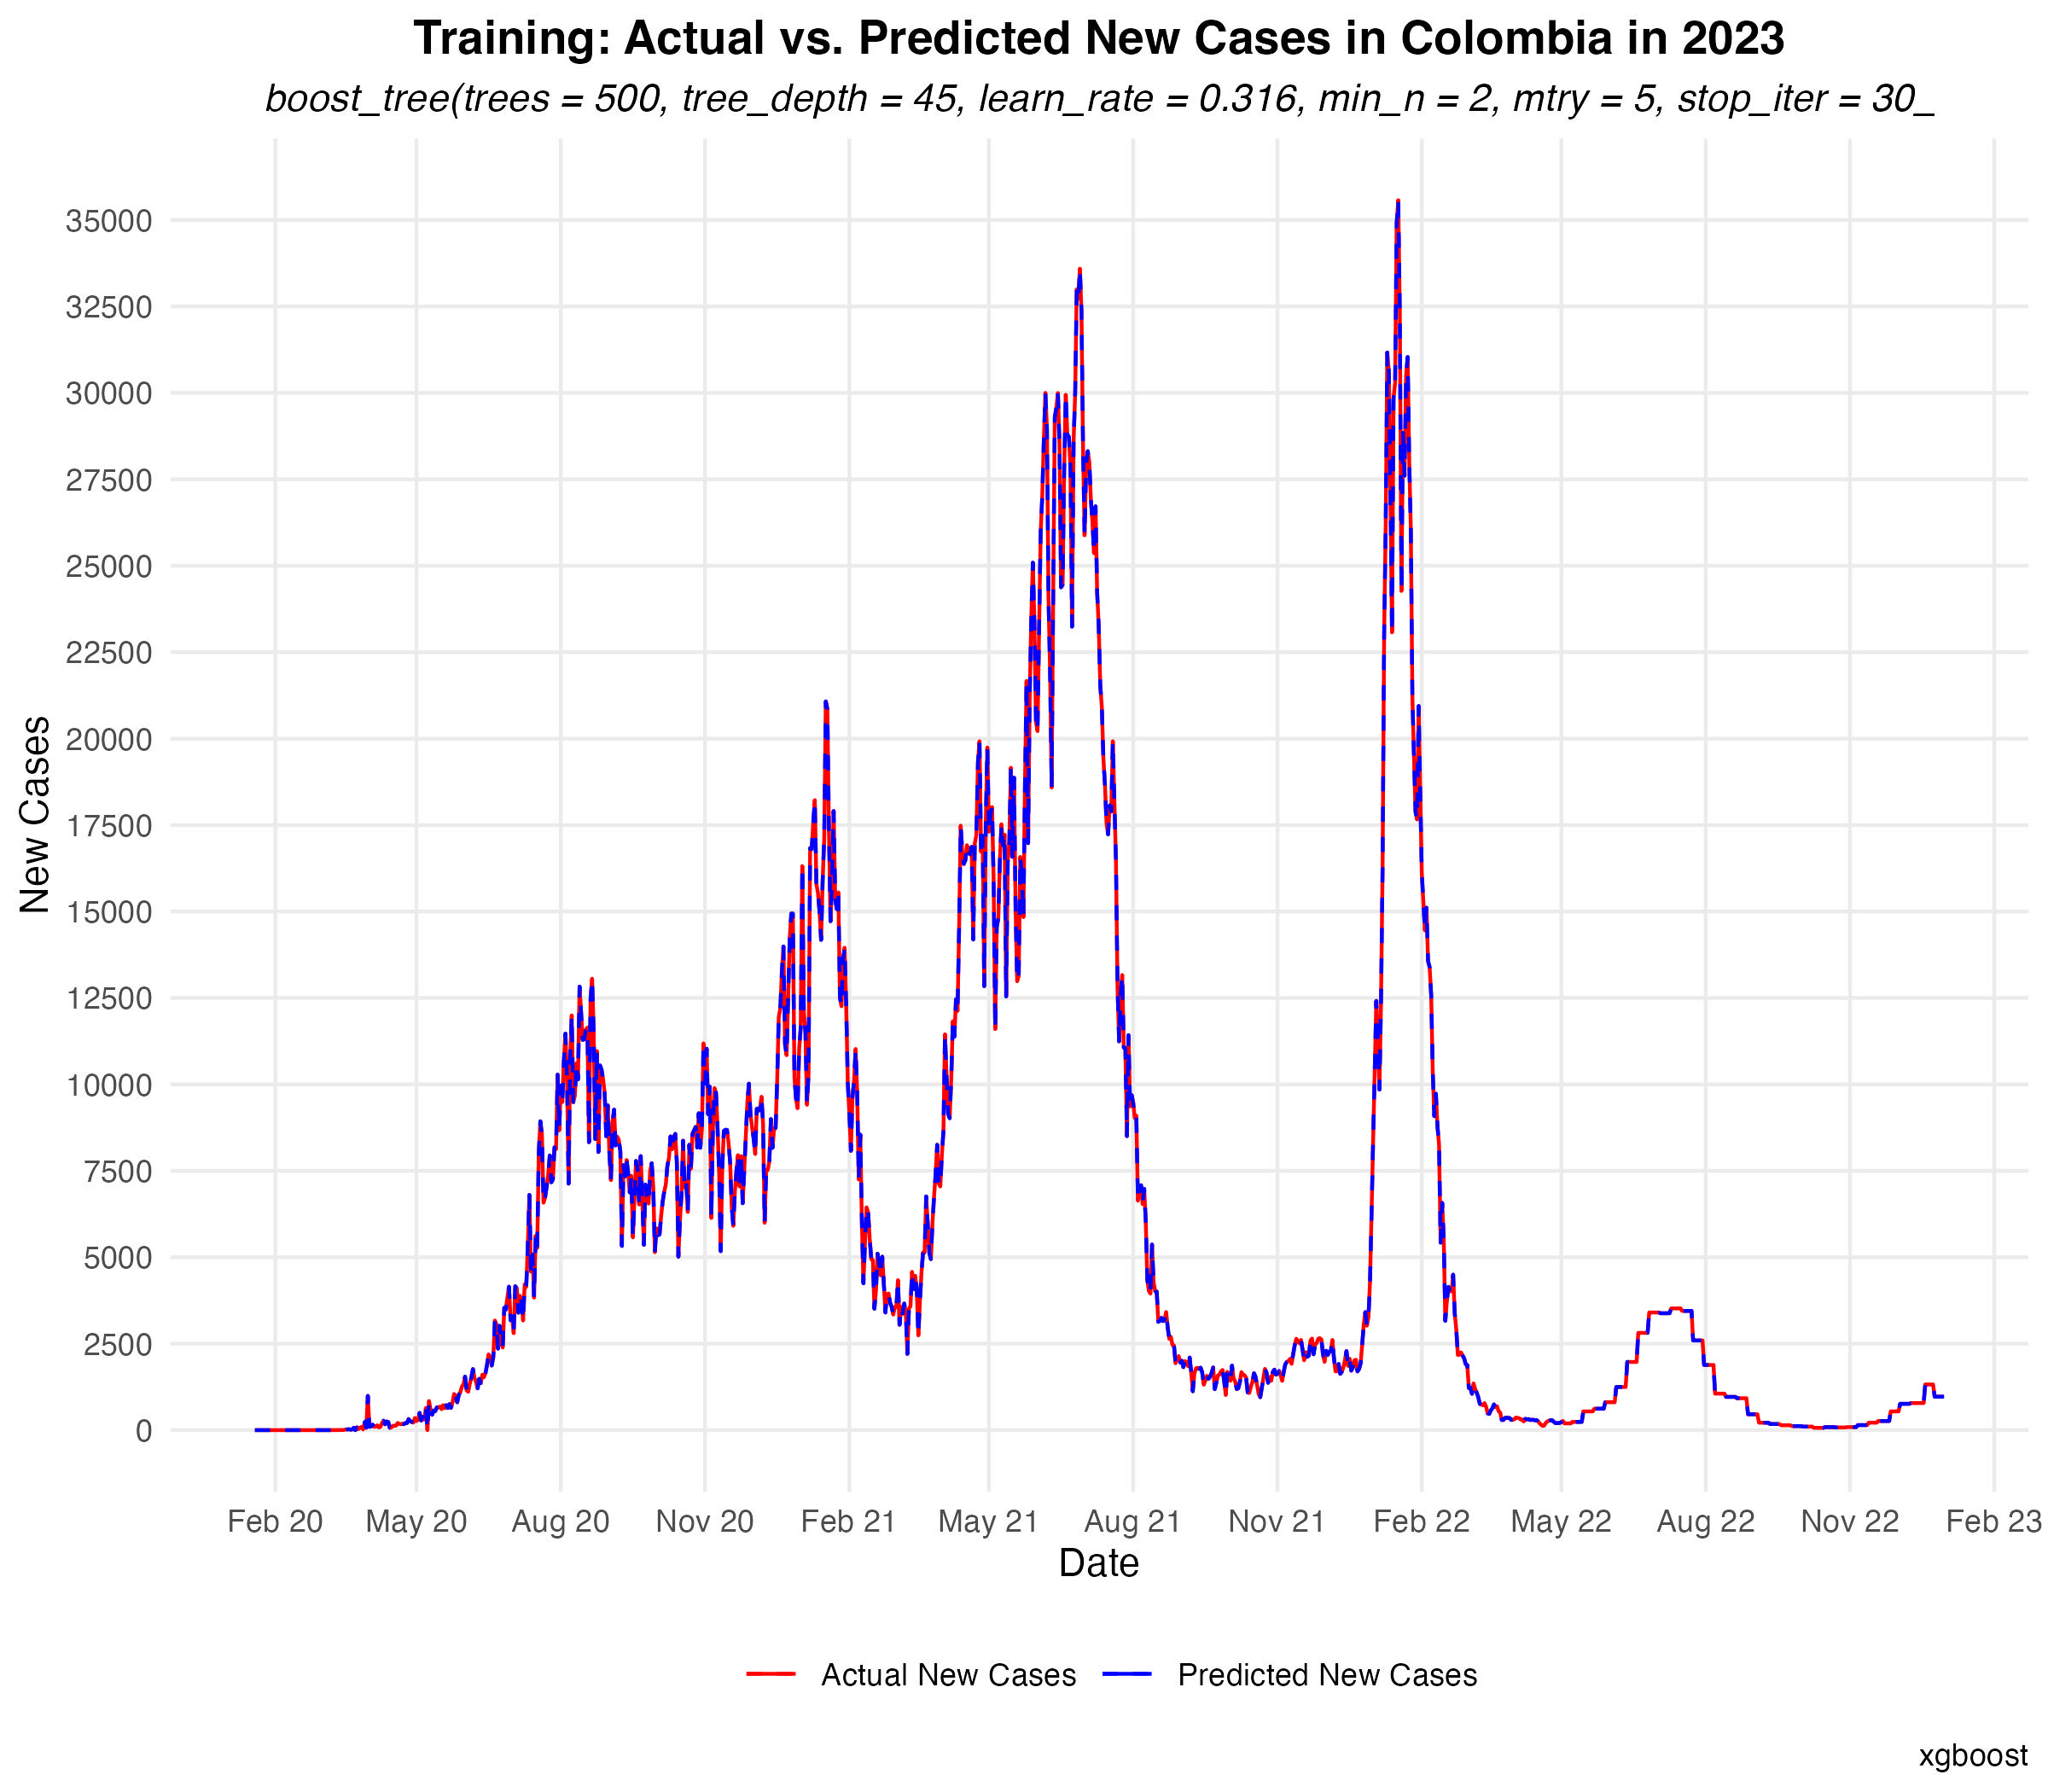 Training: Actual vs. Predicted New Cases in Colombia in 2023
boost_tree(trees = 500, tree_depth = 45, learn_rate = 0.316, min_n = 2, mtry = 5, stop_iter = 30_
35000
32500
30000
27500
25000
22500
20000
17500
15000
12500
10000
7500
5000
2500
0
New Cases
Feb 20 May 20 Aug 20 Nov 20 Feb 21 May 21 Aug 21 Nov 21 Feb 22 May 22 Aug 22 Nov 22 Feb 23
Date
Actual New Cases Predicted New Cases
xgboost